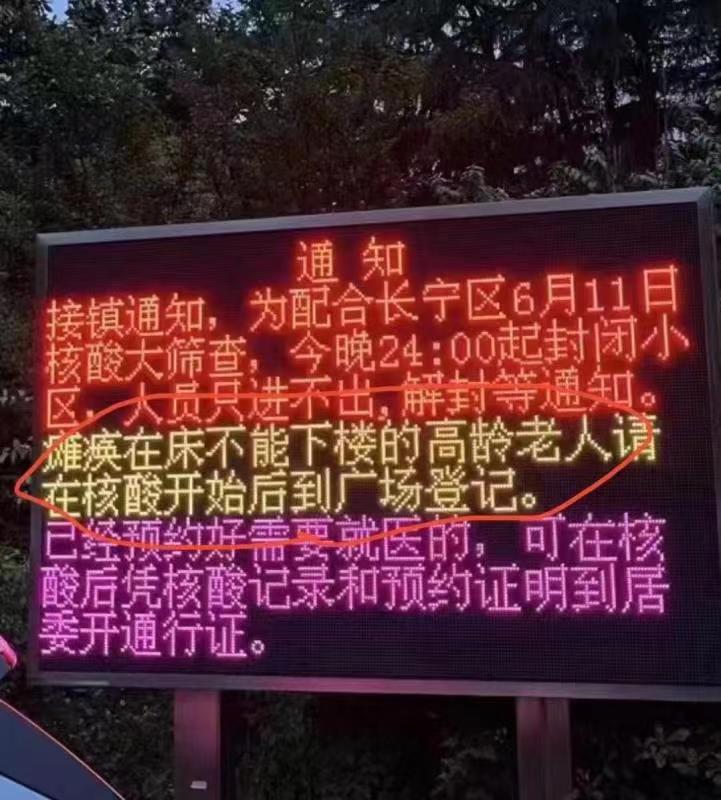 通知
接镇通知，为配合长宁区6月11日
核酸大筛查，今晚24:00起封闭小
区，人员只进不出,解封等通知。
瘫痪在床不能下楼的高龄老人请
在核酸开始后到广场登记。
已经预约好需要就医的，可在核
酸后凭核酸记录和预约证明到居
委开通行证。